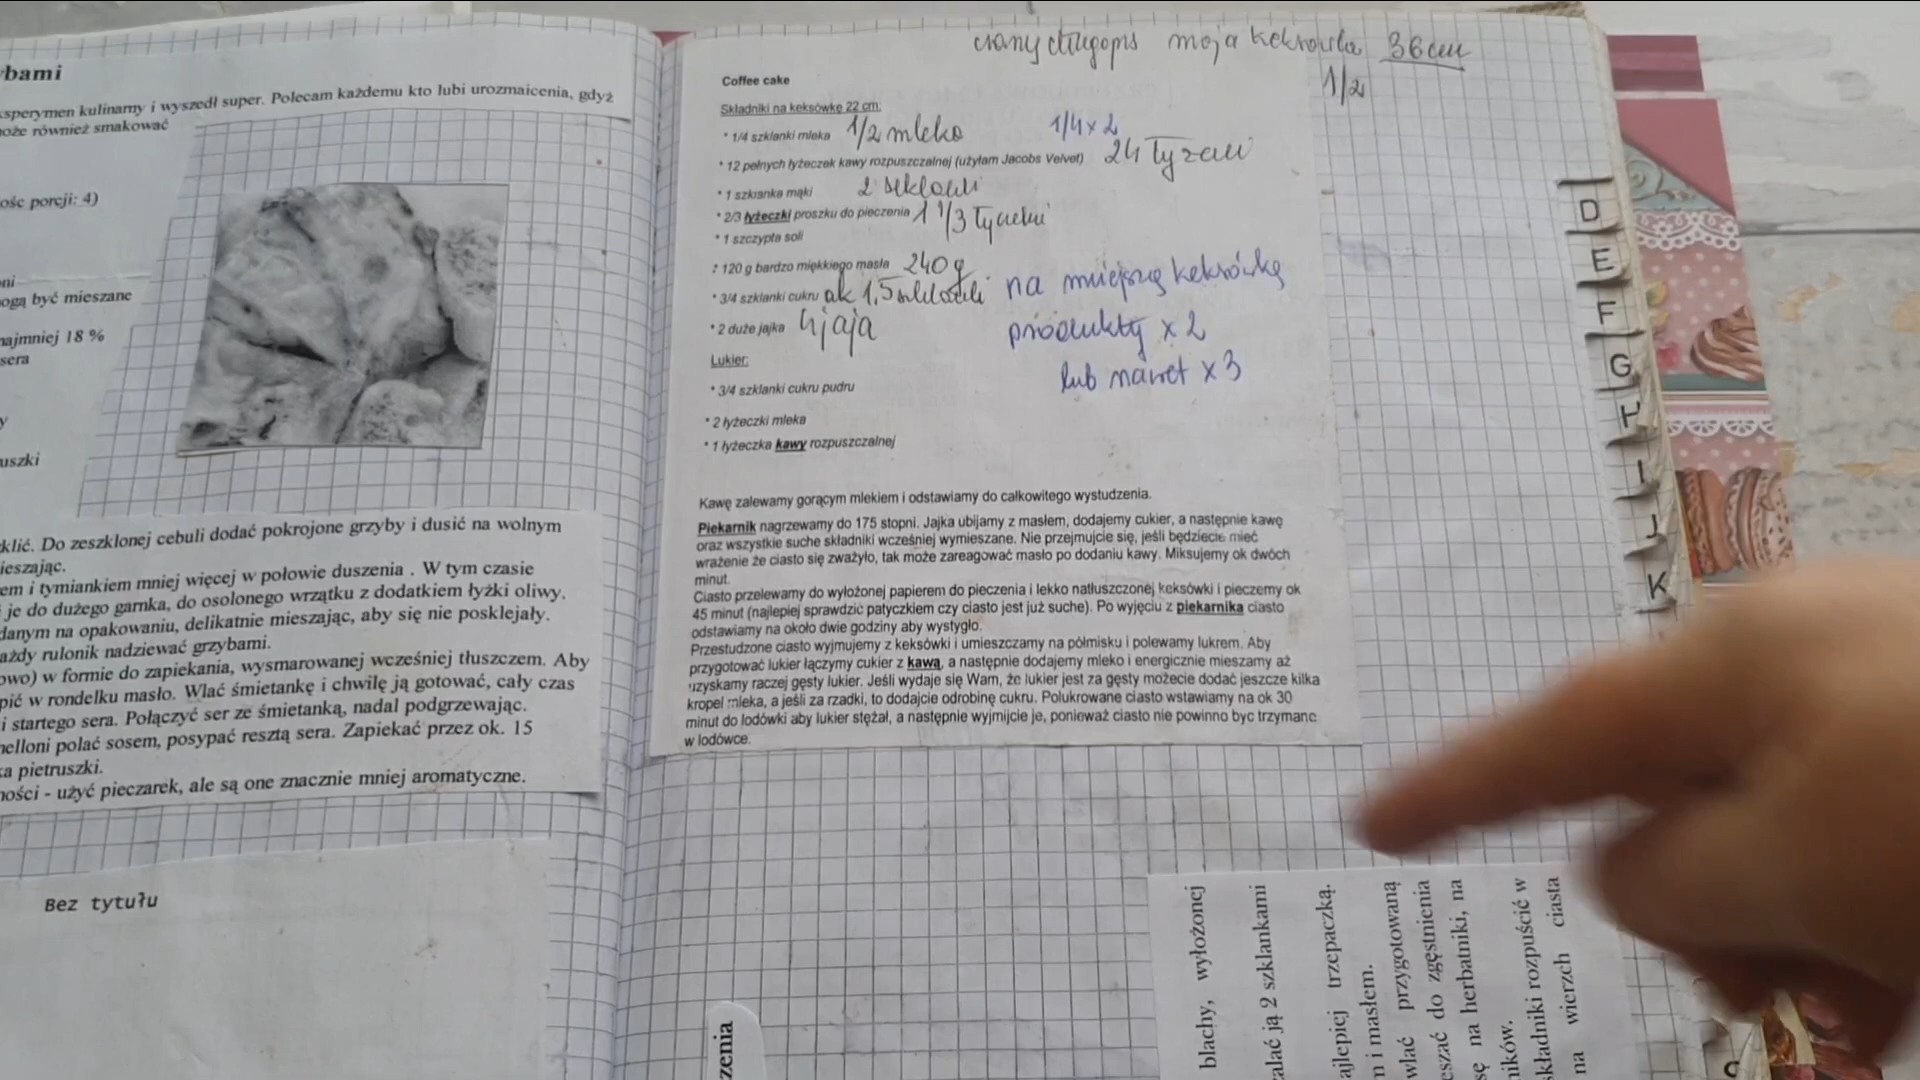 bami
sperymen kulinarny i wyszedł super. Polecam każdemu kto lubi urozmaicenia, gdyż
oże również smakować
ośc porcji: 4)
ni
ogą być mieszane
najmniej 18 %
sera
y
uszki
klić. Do zeszklonej cebuli dodać pokrojone grzyby i dusić na wolnym
ieszając.
em i tymiankiem mniej więcej w połowie duszenia . W tym czasie
je do dużego garnka, do osolonego wrzątku z dodatkiem łyżki oliwy.
danym na opakowaniu, delikatnie mieszając, aby się nie posklejały.
ażdy rulonik nadziewać grzybami.
owo) w formie do zapiekania, wysmarowanej wcześniej tłuszczem. Aby
pić w rondelku masło. Wlać śmietankę i chwilę ją gotować, cały czas
i startego sera. Połączyć ser ze śmietanką, nadal podgrzewając.
nelloni polać sosem, posypać resztą sera. Zapiekać przez ok. 15
ka pietruszki.
ności - użyć pieczarek, ale są one znacznie mniej aromatyczne.
Bez tytułu
czarny długopis moja keksówka 36cm
1/2
Coffee cake
Składniki na keksówkę 22 cm:
* 1/4 szklanki mleka 1/2 mleko 1/4 x 2
* 12 pełnych łyżeczek kawy rozpuszczalnej (użyłam Jacobs Velvet) 24
* 1 szklanka mąki 2 szklanki
* 2/3 łyżeczki proszku do pieczenia 1 1/3 łyżeczki
* 1 szczypta soli
: 120 g bardzo miękkiego masła 240 g
* 3/4 szklanki cukru ok 1,5 szklanki
na mniejszą keksówkę
* 2 duże jajka 4 jaja
produkty x 2
lub nawet x 3
Lukier:
* 3/4 szklanki cukru pudru
* 2 łyżeczki mleka
* 1 łyżeczka kawy rozpuszczalnej
Kawę zalewamy gorącym mlekiem i odstawiamy do całkowitego wystudzenia.
Piekarnik nagrzewamy do 175 stopni. Jajka ubijamy z masłem, dodajemy cukier, a następnie kawę
oraz wszystkie suche składniki wcześniej wymieszane. Nie przejmujcie się, jeśli będziecie mieć
wrażenie że ciasto się zważyło, tak może zareagować masło po dodaniu kawy. Miksujemy ok dwóch
minut.
Ciasto przelewamy do wyłożonej papierem do pieczenia i lekko natłuszczonej keksówki i pieczemy ok
45 minut (najlepiej sprawdzić patyczkiem czy ciasto jest już suche). Po wyjęciu z piekarnika ciasto
odstawiamy na około dwie godziny aby wystygło.
Przestudzone ciasto wyjmujemy z keksówki i umieszczamy na półmisku i polewamy lukrem. Aby
przygotować lukier łączymy cukier z kawą, a następnie dodajemy mleko i energicznie mieszamy aż
uzyskamy raczej gęsty lukier. Jeśli wydaje się Wam, że lukier jest za gęsty możecie dodać jeszcze kilka
kropel mleka, a jeśli za rzadki, to dodajcie odrobinę cukru. Polukrowane ciasto wstawiamy na ok 30
minut do lodówki aby lukier stężał, a następnie wyjmijcie je, ponieważ ciasto nie powinno być trzymane
w lodówce.
zenia
blachy, wyłożonej
zalać ją 2 szklankami
ajlepiej trzepaczką.
m i masłem.
wlać przygotowaną
eszać do zgęstnienia
sę na herbatniki, na
ników.
składniki rozpuścić w
na wierzch ciasta
D
E
F
G
H
I
J
K